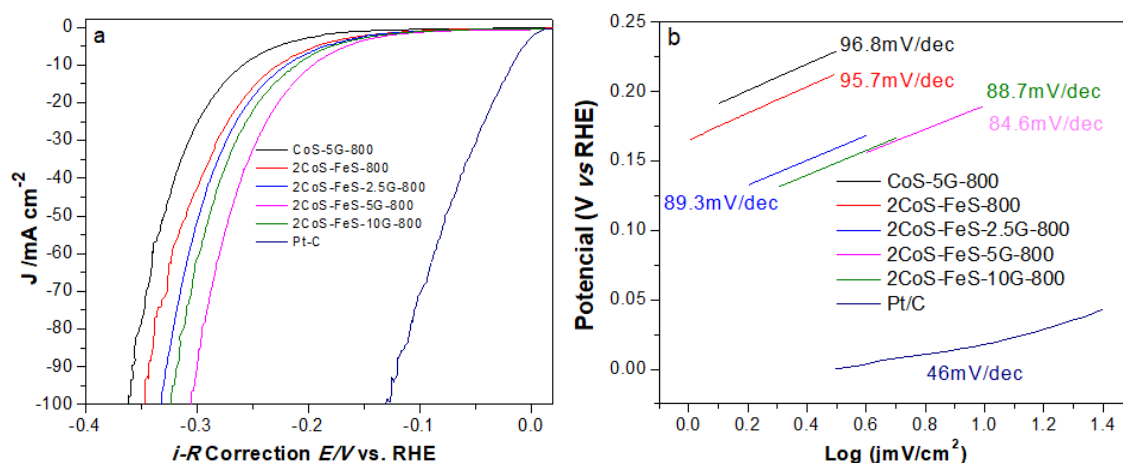 a
0
-10
-20
-30
-40
-50
-60
-70
-80
-90
-100
J /mA cm-2
CoS-5G-800
2CoS-FeS-800
2CoS-FeS-2.5G-800
2CoS-FeS-5G-800
2CoS-FeS-10G-800
Pt-C
-0.4 -0.3 -0.2 -0.1 0.0
i-R Correction E/V vs. RHE
b
0.25
0.20
0.15
0.10
0.05
0.00
Potencial (V vs RHE)
96.8mV/dec
95.7mV/dec
88.7mV/dec
84.6mV/dec
89.3mV/dec
CoS-5G-800
2CoS-FeS-800
2CoS-FeS-2.5G-800
2CoS-FeS-5G-800
2CoS-FeS-10G-800
Pt/C
46mV/dec
0.0 0.2 0.4 0.6 0.8 1.0 1.2 1.4
Log (jmV/cm2)